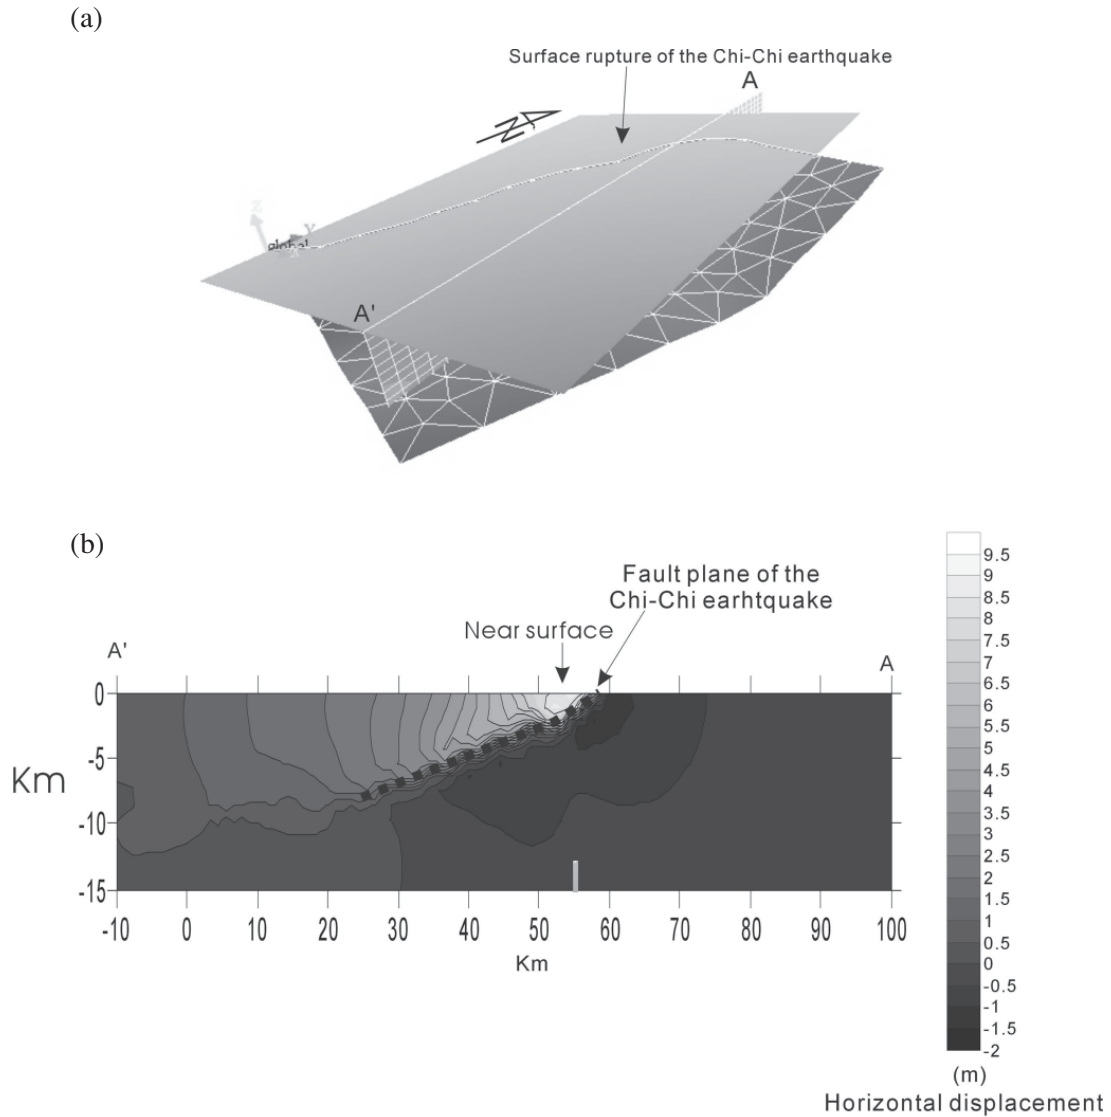 (a)
Surface rupture of the Chi-Chi earthquake
A
N
Z
Y
global
A'
(b)
Fault plane of the
Chi-Chi earhtquake
Near surface
A'
A
0
-5
-10
-15
Km
-10 0 10 20 30 40 50 60 70 80 90 100
Km
9.5
9
8.5
8
7.5
7
6.5
6
5.5
5
4.5
4
3.5
3
2.5
2
1.5
1
0.5
0
-0.5
-1
-1.5
-2
(m)
Horizontal displacement